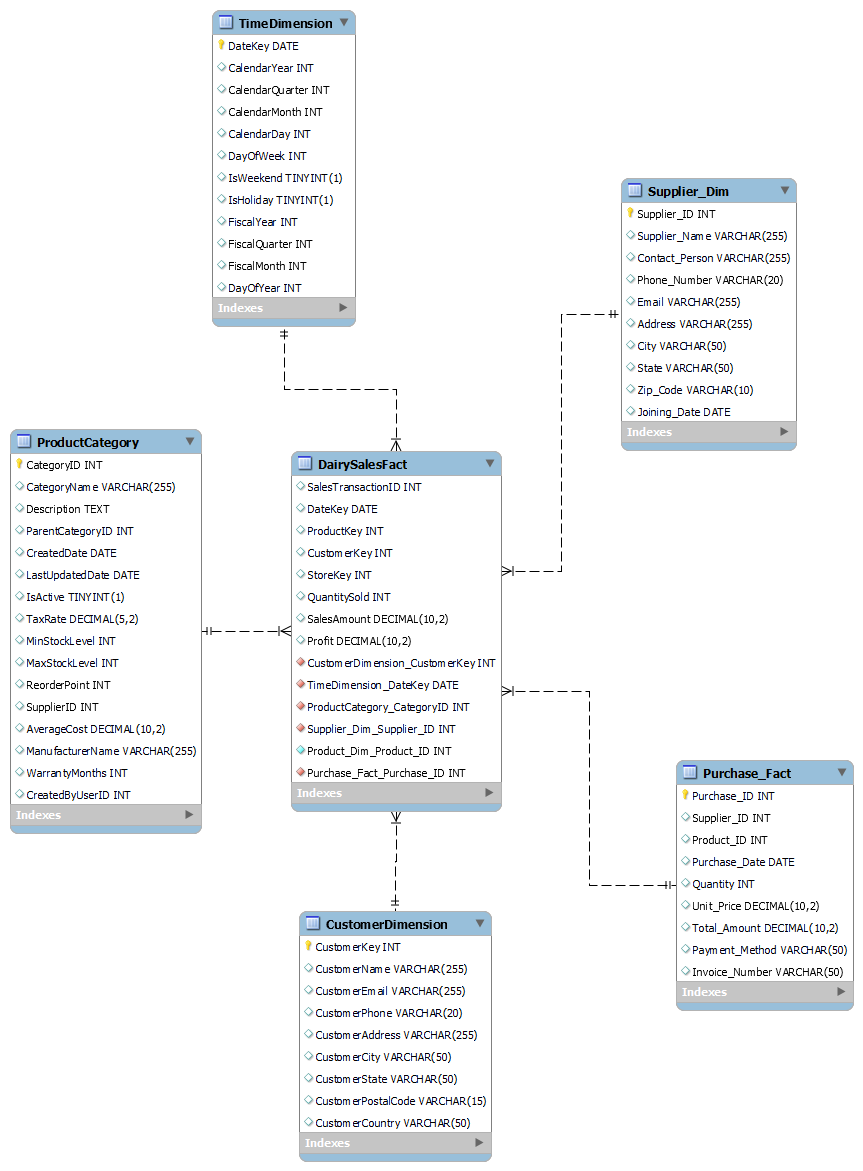 TimeDimension
DateKey DATE
CalendarYear INT
CalendarQuarter INT
CalendarMonth INT
CalendarDay INT
DayOfWeek INT
IsWeekend TINYINT(1)
IsHoliday TINYINT(1)
FiscalYear INT
FiscalQuarter INT
FiscalMonth INT
DayOfYear INT
Indexes
Supplier_Dim
Supplier_ID INT
Supplier_Name VARCHAR(255)
Contact_Person VARCHAR(255)
Phone_Number VARCHAR(20)
Email VARCHAR(255)
Address VARCHAR(255)
City VARCHAR(50)
State VARCHAR(50)
Zip_Code VARCHAR(10)
Joining_Date DATE
Indexes
ProductCategory
CategoryID INT
CategoryName VARCHAR(255)
Description TEXT
ParentCategoryID INT
CreatedDate DATE
LastUpdatedDate DATE
IsActive TINYINT(1)
TaxRate DECIMAL(5,2)
MinStockLevel INT
MaxStockLevel INT
ReorderPoint INT
SupplierID INT
AverageCost DECIMAL(10,2)
ManufacturerName VARCHAR(255)
WarrantyMonths INT
CreatedByUserID INT
Indexes
DairySalesFact
SalesTransactionID INT
DateKey DATE
ProductKey INT
CustomerKey INT
StoreKey INT
QuantitySold INT
SalesAmount DECIMAL(10,2)
Profit DECIMAL(10,2)
CustomerDimension_CustomerKey INT
TimeDimension_DateKey DATE
ProductCategory_CategoryID INT
Supplier_Dim_Supplier_ID INT
Product_Dim_Product_ID INT
Purchase_Fact_Purchase_ID INT
Indexes
Purchase_Fact
Purchase_ID INT
Supplier_ID INT
Product_ID INT
Purchase_Date DATE
Quantity INT
Unit_Price DECIMAL(10,2)
Total_Amount DECIMAL(10,2)
Payment_Method VARCHAR(50)
Invoice_Number VARCHAR(50)
Indexes
CustomerDimension
CustomerKey INT
CustomerName VARCHAR(255)
CustomerEmail VARCHAR(255)
CustomerPhone VARCHAR(20)
CustomerAddress VARCHAR(255)
CustomerCity VARCHAR(50)
CustomerState VARCHAR(50)
CustomerPostalCode VARCHAR(15)
CustomerCountry VARCHAR(50)
Indexes